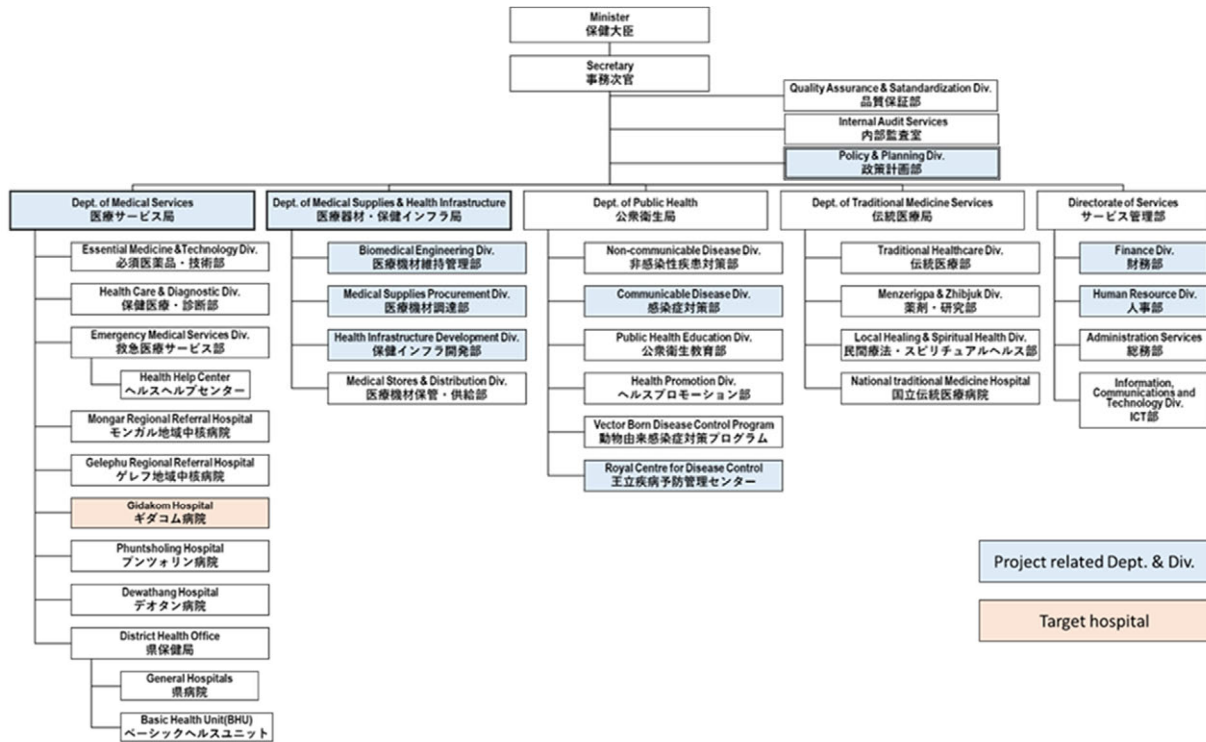 Minister
保健大臣
Secretary
事務次官
Quality Assurance & Satandardization Div.
品質保証部
Internal Audit Services
内部監査室
Policy & Planning Div.
政策計画部
Dept. of Medical Services
医療サービス局
Essential Medicine &Technology Div.
必須医薬品・技術部
Health Care & Diagnostic Div.
保健医療・診断部
Emergency Medical Services Div.
救急医療サービス部
Health Help Center
ヘルスヘルプセンター
Mongar Regional Referral Hospital
モンガル地域中核病院
Gelephu Regional Referral Hospital
ゲレフ地域中核病院
Gidakom Hospital
ギダコム病院
Phuntsholing Hospital
プンツォリン病院
Dewathang Hospital
デオタン病院
District Health Office
県保健局
General Hospitals
県病院
Basic Health Unit(BHU)
ベーシックヘルスユニット
Dept. of Medical Supplies & Health Infrastructure
医療器材・保健インフラ局
Biomedical Engineering Div.
医療機材維持管理部
Medical Supplies Procurement Div.
医療機材調達部
Health Infrastructure Development Div.
保健インフラ開発部
Medical Stores & Distribution Div.
医療機材保管・供給部
Dept. of Public Health
公衆衛生局
Non-communicable Disease Div.
非感染性疾患対策部
Communicable Disease Div.
感染症対策部
Public Health Education Div.
公衆衛生教育部
Health Promotion Div.
ヘルスプロモーション部
Vector Born Disease Control Program
動物由来感染症対策プログラム
Royal Centre for Disease Control
王立疾病予防管理センター
Dept. of Traditional Medicine Services
伝統医療局
Traditional Healthcare Div.
伝統医療部
Menzerigpa & Zhibjuk Div.
薬剤・研究部
Local Healing & Spiritual Health Div.
民間療法・スピリチュアルヘルス部
National traditional Medicine Hospital
国立伝統医療病院
Directorate of Services
サービス管理部
Finance Div.
財務部
Human Resource Div.
人事部
Administration Services
総務部
Information,
Communications and
Technology Div.
ICT部
Project related Dept. & Div.
Target hospital